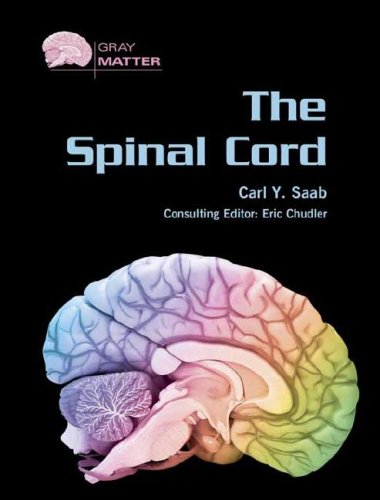 GRAY
MATTER
The
Spinal Cord
Carl Y. Saab
Consulting Editor: Eric Chudler